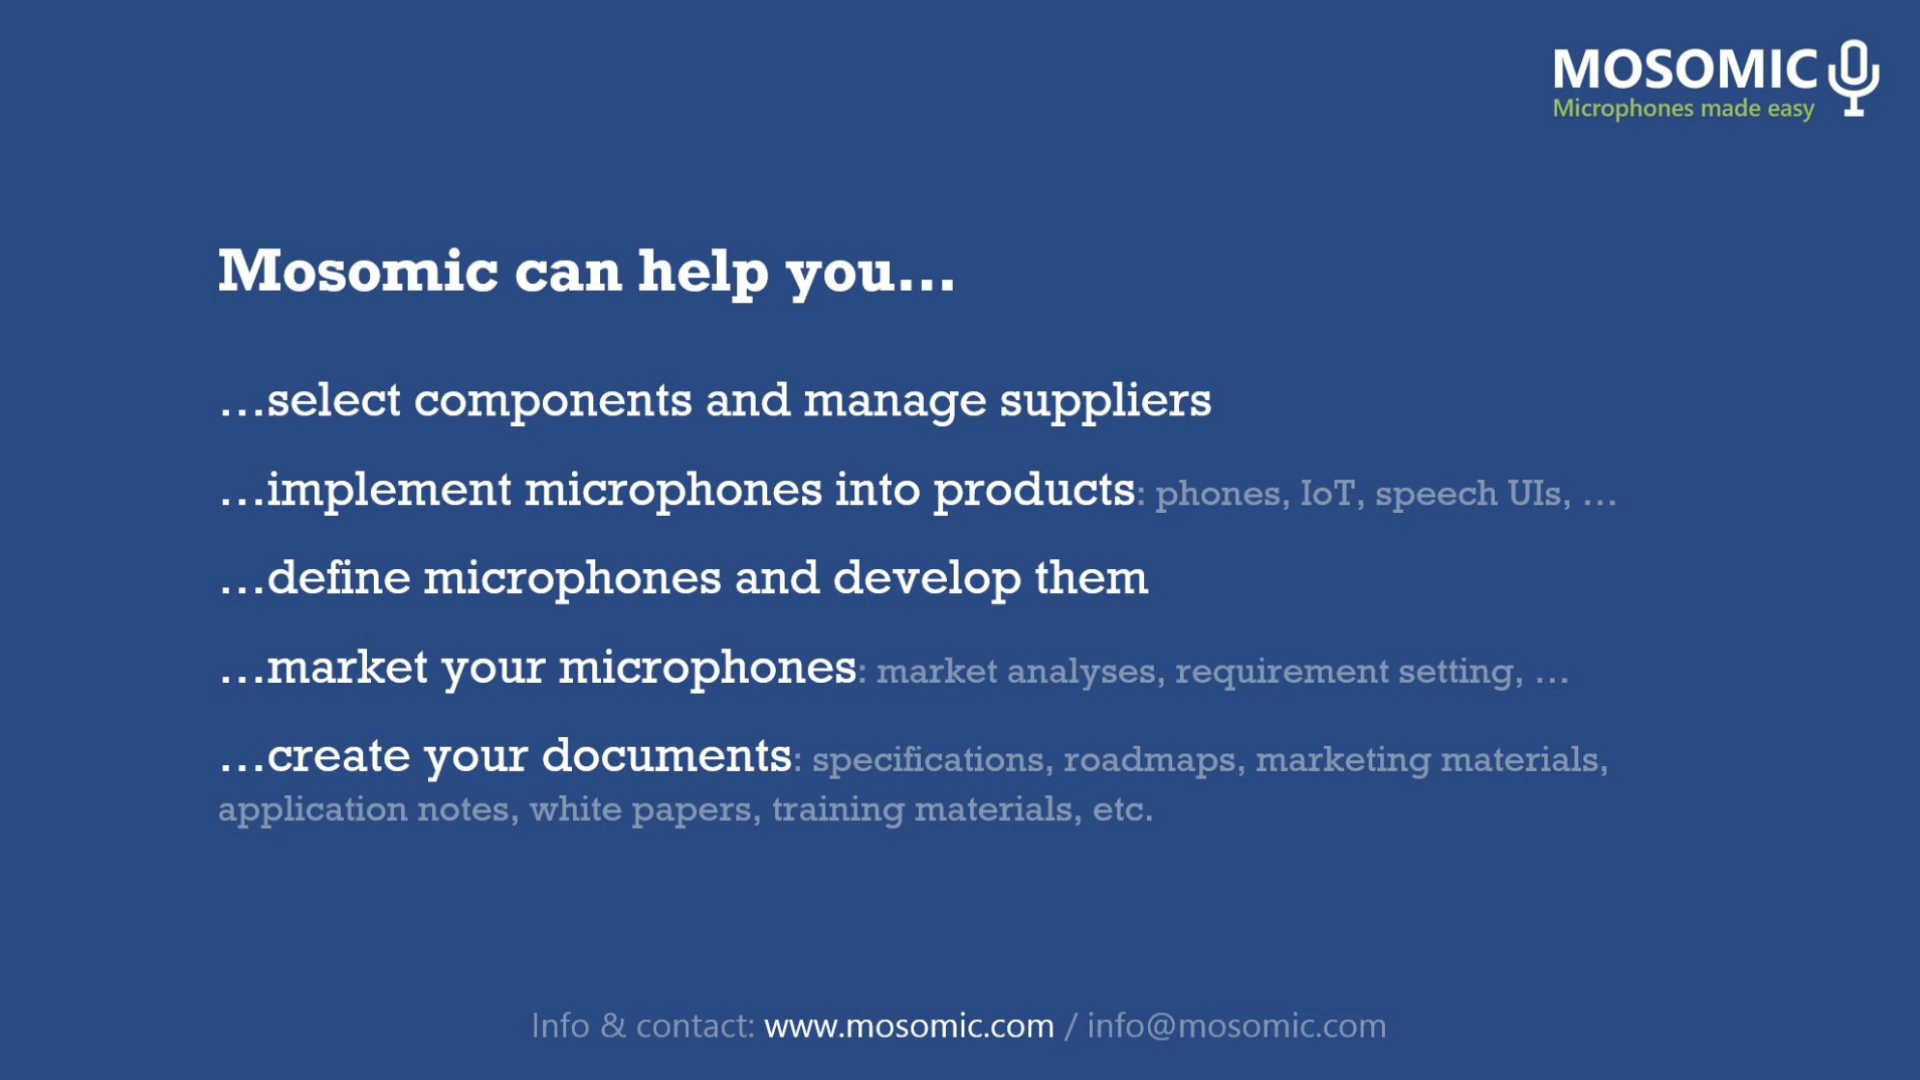 MOSOMIC
Microphones made easy
Mosomic can help you...
...select components and manage suppliers
...implement microphones into products: phones, IoT, speech UIs, ...
...define microphones and develop them
...market your microphones: market analyses, requirement setting, ...
...create your documents: specifications, roadmaps, marketing materials,
application notes, white papers, training materials, etc.
Info & contact: www.mosomic.com / info@mosomic.com